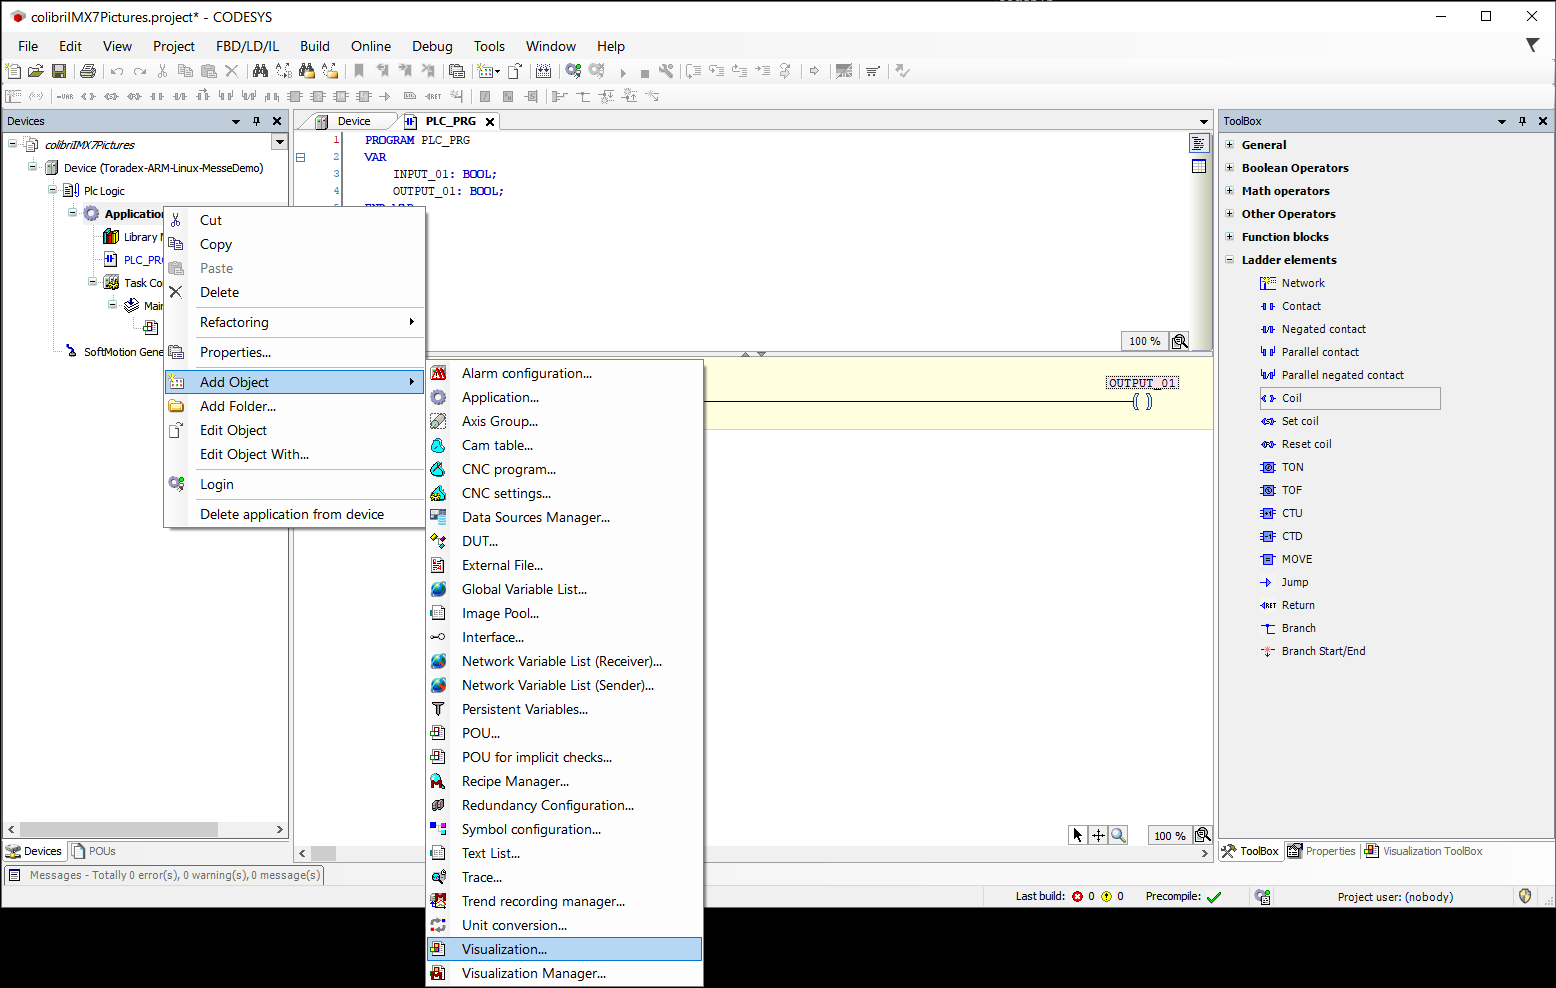 colibriIMX7Pictures.project* - CODESYS
File Edit View Project FBD/LD/IL Build Online Debug Tools Window Help
Devices
colibriIMX7Pictures
Device (Toradex-ARM-Linux-MesseDemo)
Plc Logic
Application
Library M
PLC_PRG
Task Co
Main
SoftMotion Gene
Cut
Copy
Paste
Delete
Refactoring
Properties...
Add Object
Add Folder...
Edit Object
Edit Object With...
Login
Delete application from device
Alarm configuration...
Application...
Axis Group...
Cam table...
CNC program...
CNC settings...
Data Sources Manager...
DUT...
External File...
Global Variable List...
Image Pool...
Interface...
Network Variable List (Receiver)...
Network Variable List (Sender)...
Persistent Variables...
POU...
POU for implicit checks...
Recipe Manager...
Redundancy Configuration...
Symbol configuration...
Text List...
Trace...
Trend recording manager...
Unit conversion...
Visualization...
Visualization Manager...
Device PLC_PRG
1 PROGRAM PLC_PRG
2 VAR
3 INPUT_01: BOOL;
4 OUTPUT_01: BOOL;
100 %
OUTPUT_01
100 %
ToolBox
General
Boolean Operators
Math operators
Other Operators
Function blocks
Ladder elements
Network
Contact
Negated contact
Parallel contact
Parallel negated contact
Coil
Set coil
Reset coil
TON
TOF
CTU
CTD
MOVE
Jump
Return
Branch
Branch Start/End
Devices POUs
ToolBox Properties Visualization ToolBox
Messages - Totally 0 error(s), 0 warning(s), 0 message(s)
Last build: 0 0 Precompile: Project user: (nobody)